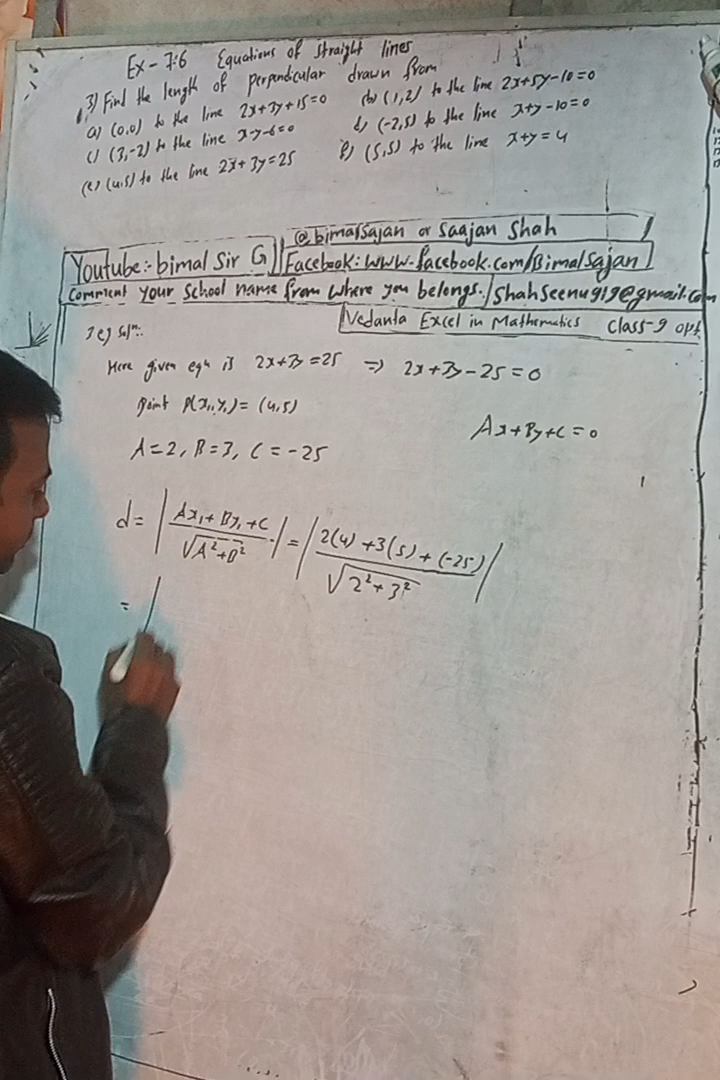 Ex - 7.6 Equations of straight lines
3) Find the length of perpendicular drawn from
a) (0,0) to the line 2x+3y+15=0 (b) (1,2) to the line 2x+5y-10=0
c) (3,-2) to the line x-y-6=0 d) (-2,5) to the line x+y-10=0
(e) (4,5) to the line 2x+3y=25 f) (5,5) to the line x+y=4
@bimalsajan or Saajan Shah
Youtube:- bimal Sir G Facebook: www.facebook.com/Bimalsajan
Comment your School name from where you belongs. / Shahseenu919@gmail.com
Vedanta Excel in Mathematics class-9 opt
3 e) Solⁿ:
Here given eqn is 2x+3y=25 => 2x+3y-25=0
Point P(x₁,y₁) = (4,5)
Ax+By+C=0
A=2, B=3, C=-25
d = |Ax₁+By₁+C / √A²+B²| = |2(4)+3(5)+(-25) / √2²+3²|
=